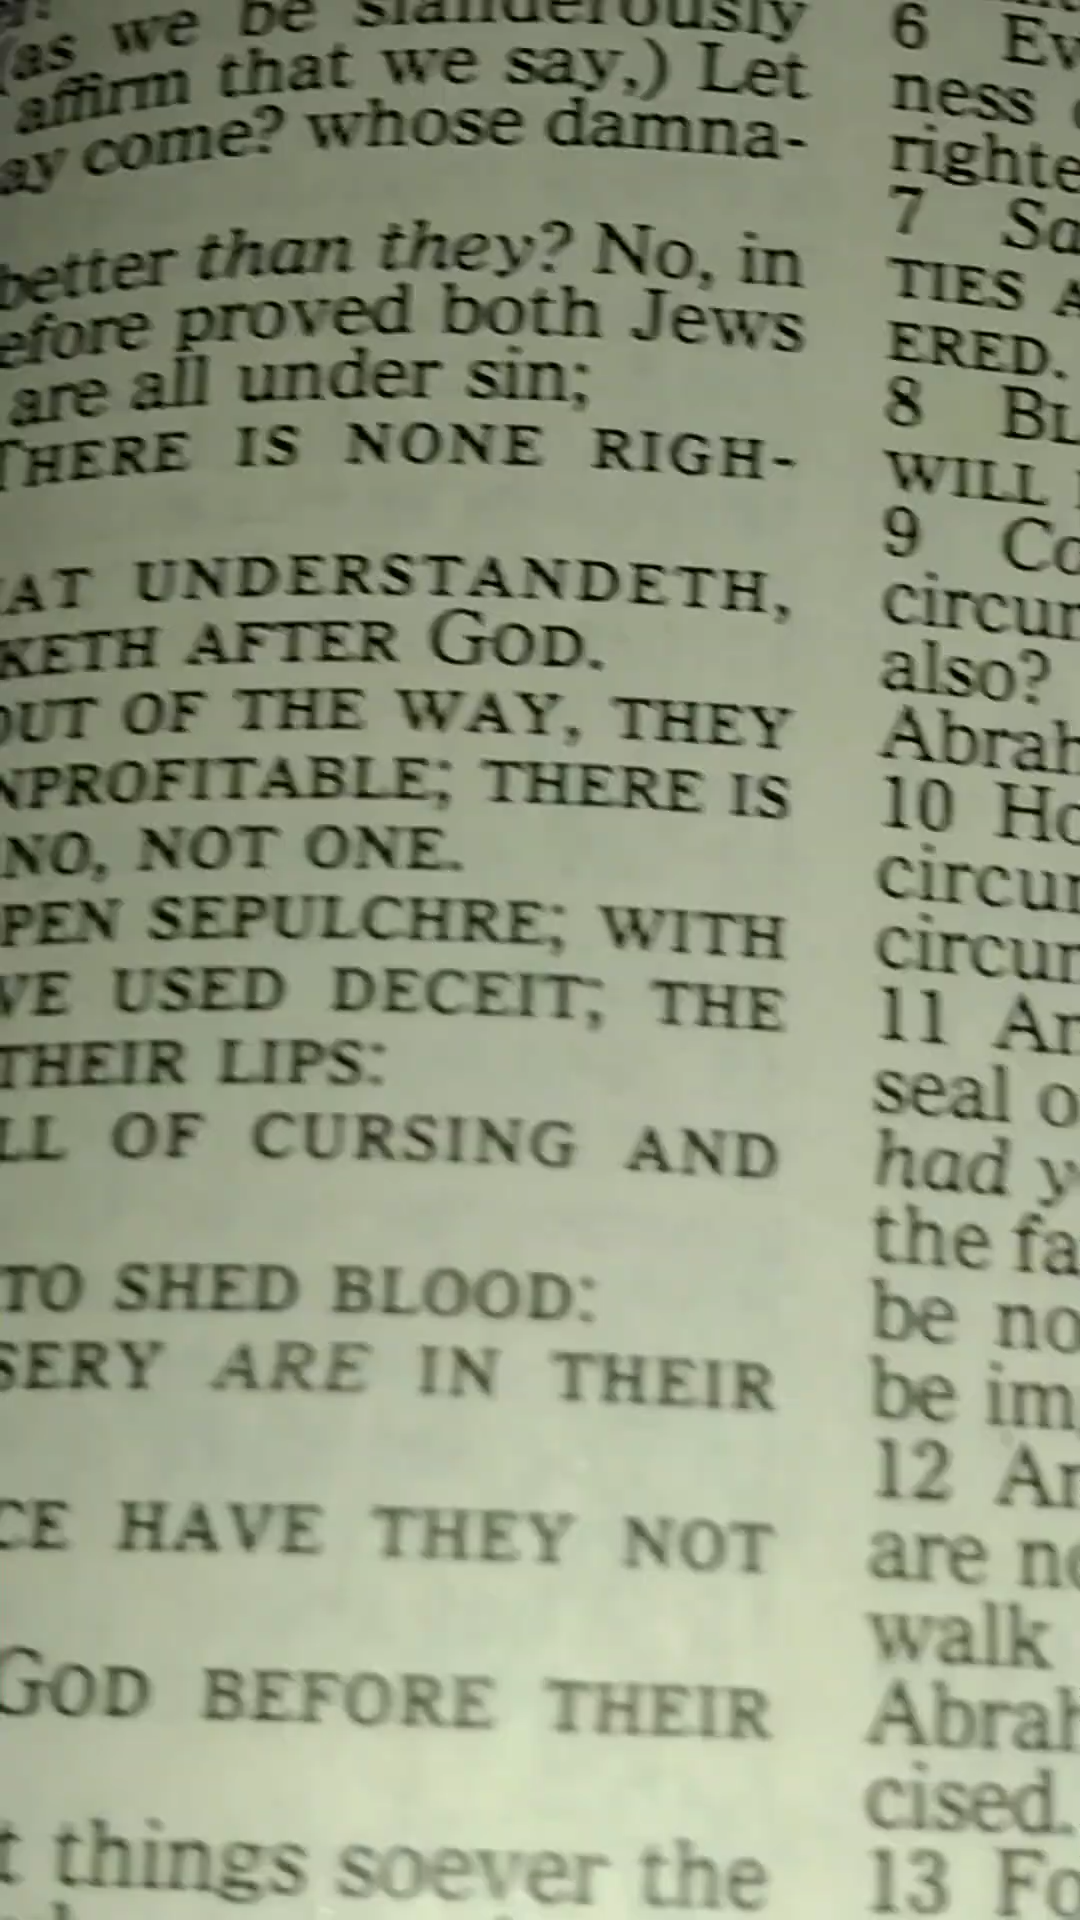 (as we be slanderously
affirm that we say,) Let
ay come? whose damna-
better than they? No, in
efore proved both Jews
are all under sin;
THERE IS NONE RIGH-
AT UNDERSTANDETH,
KETH AFTER GOD.
OUT OF THE WAY, THEY
NPROFITABLE; THERE IS
NO, NOT ONE.
PEN SEPULCHRE; WITH
VE USED DECEIT; THE
THEIR LIPS:
LL OF CURSING AND
TO SHED BLOOD:
SERY ARE IN THEIR
CE HAVE THEY NOT
GOD BEFORE THEIR
t things soever the
6 Ev
ness
righte
7 Sa
TIES A
ERED.
8 BL
WILL
9 Co
circum
also?
Abrah
10 Ho
circum
circum
11 An
seal o
had y
the fa
be no
be im
12 An
are no
walk
Abrah
cised.
13 Fo